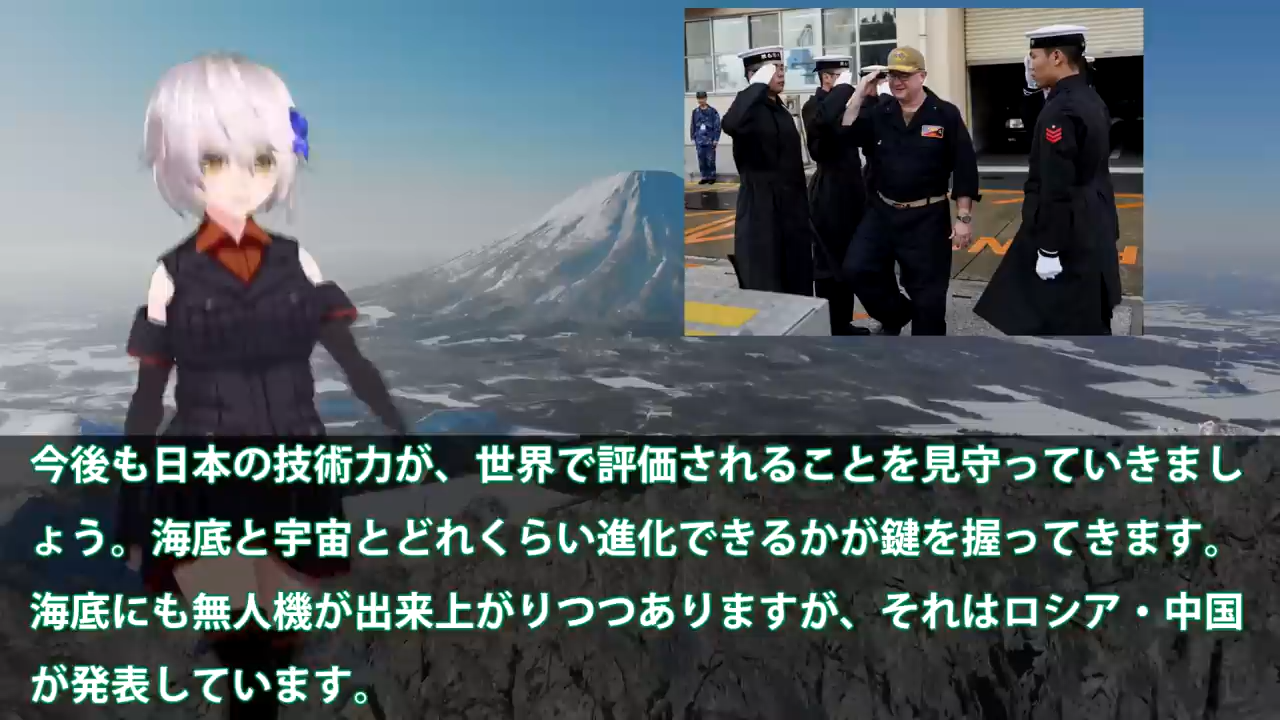 今後も日本の技術力が、世界で評価されることを見守っていきまし
ょう。海底と宇宙とどれくらい進化できるかが鍵を握ってきます。
海底にも無人機が出来上がりつつありますが、それはロシア・中国
が発表しています。